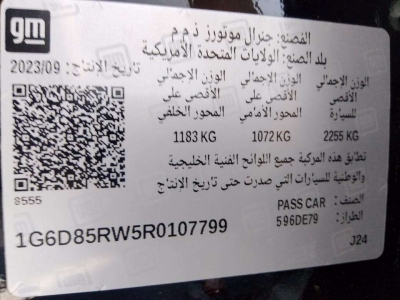 gm
المصنع: جنرال موتورز ذ م م
بلد الصنع: الولايات المتحدة الأمريكية
تاريخ الإنتاج: 2023/09
الوزن الإجمالي الأقصى للسيارة
2255 KG
الوزن الإجمالي الأقصى على المحور الأمامي
1072 KG
الوزن الإجمالي الأقصى على المحور الخلفي
1183 KG
تطابق هذه المركبة جميع اللوائح الفنية الخليجية
والوطنية للسيارات التي صدرت حتى تاريخ الإنتاج
8555
الصنف: PASS CAR
الطراز: 596DE79
1G6D85RW5R0107799
J24